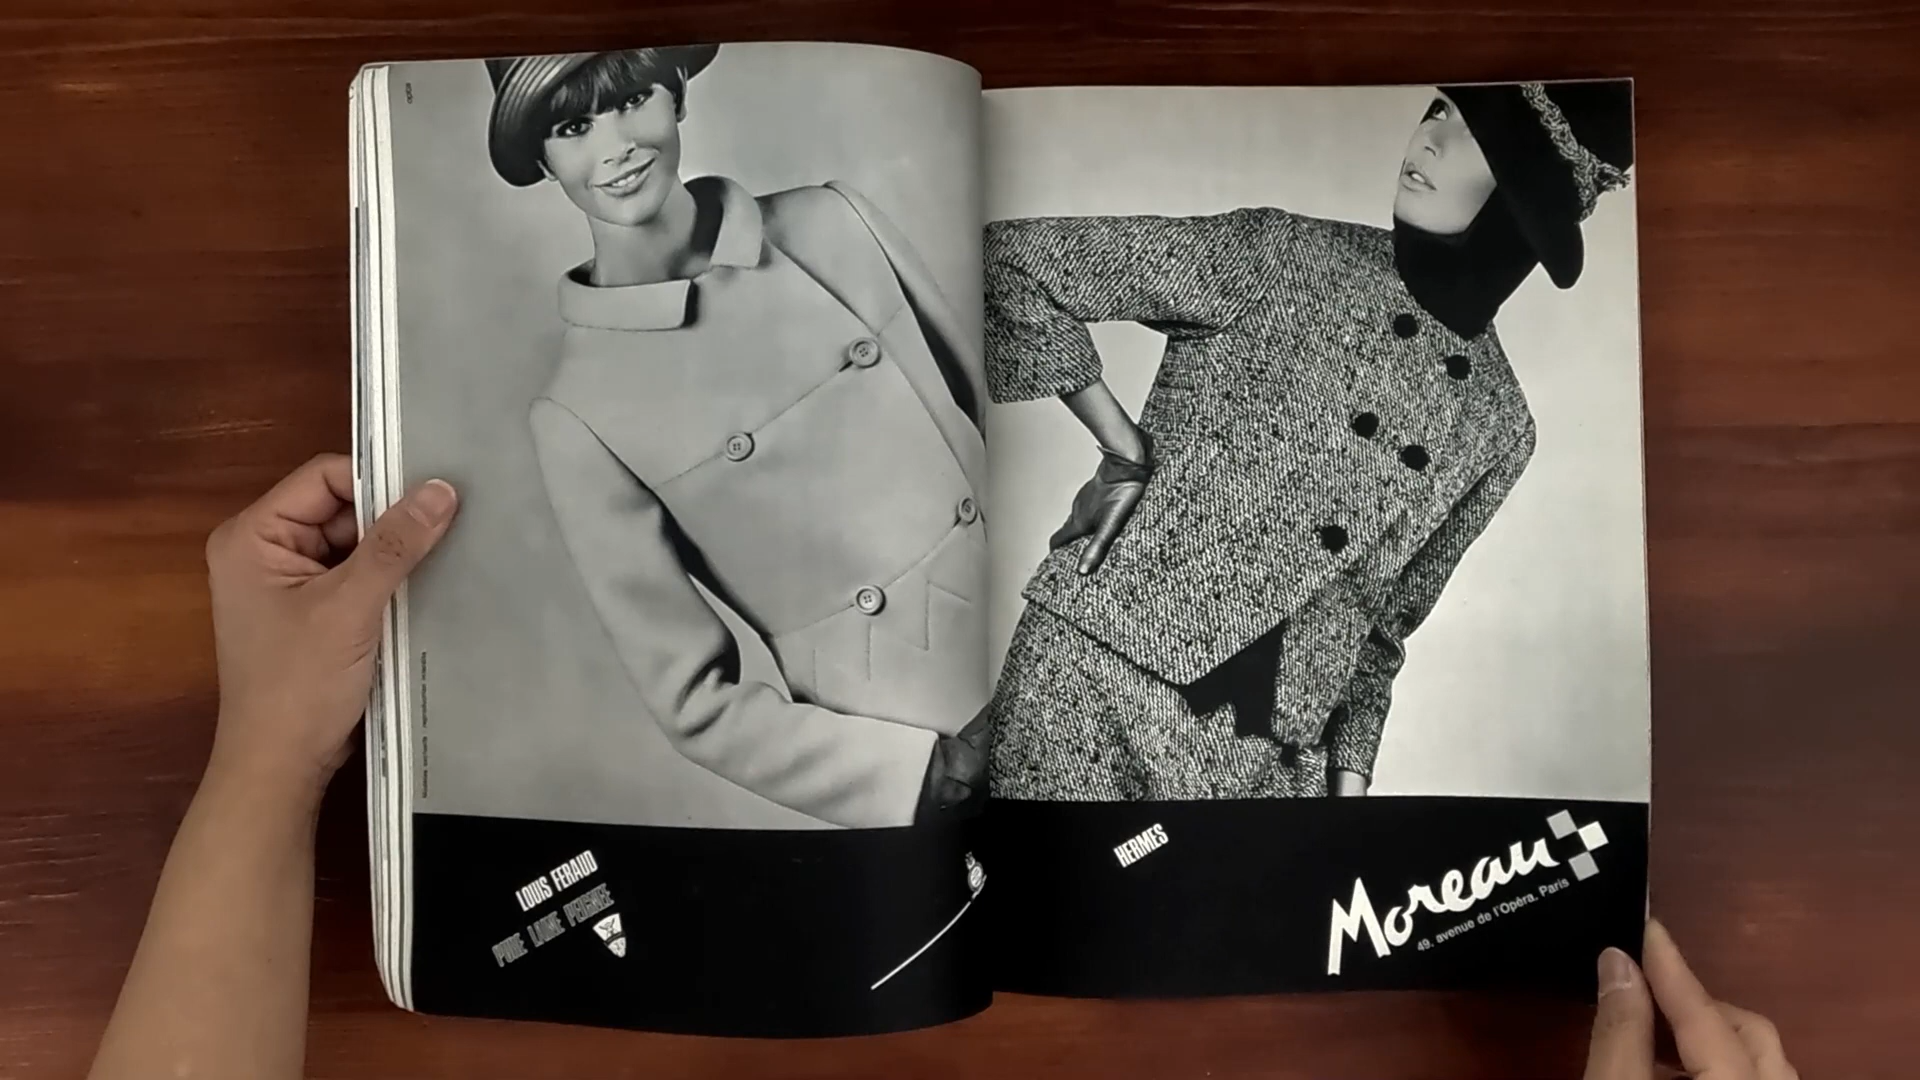 LOUIS FERAUD
PURE LAINE PEIGNÉE
HERMES
Moreau
49, avenue de l'Opéra, Paris